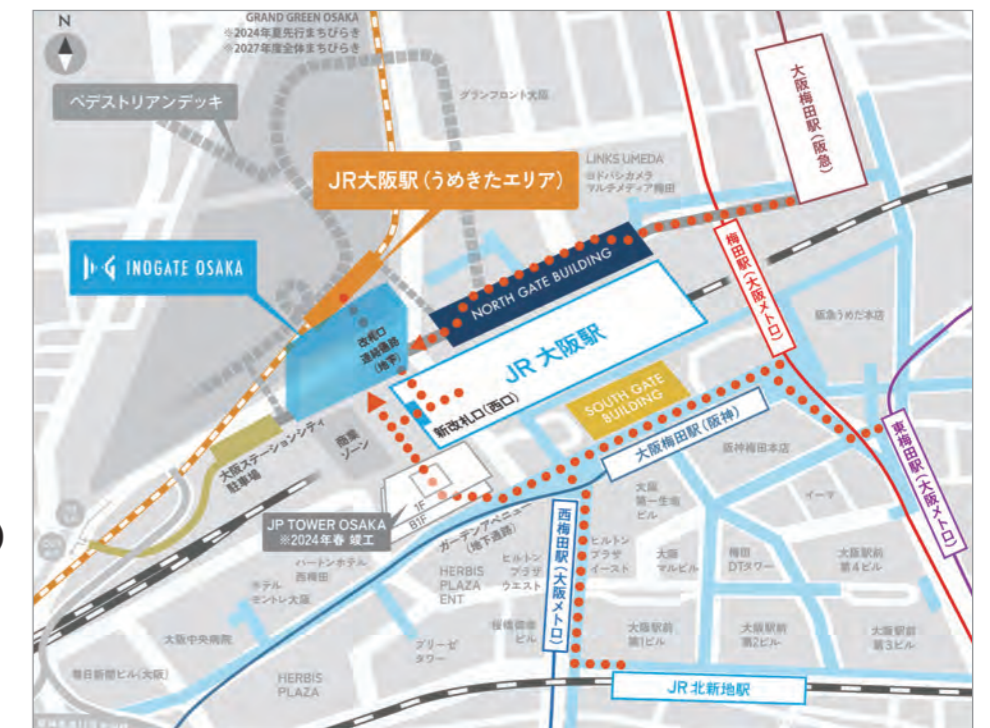 N
GRAND GREEN OSAKA
※2024年夏先行まちびらき
※2027年度全体まちびらき
ペデストリアンデッキ
グランフロント大阪
大阪梅田駅(阪急)
JR大阪駅(うめきたエリア)
LINKS UMEDA
ヨドバシカメラ
マルチメディア梅田
INOGATE OSAKA
NORTH GATE BUILDING
梅田駅(大阪メトロ)
改札口
連絡通路
(地下)
JR 大阪駅
阪急うめだ本店
新改札口(西口)
SOUTH GATE
BUILDING
大阪ステーションシティ
駐車場
商業
ゾーン
大阪梅田駅(阪神)
阪神梅田本店
東梅田駅(大阪メトロ)
1F
B1F
JP TOWER OSAKA
※2024年春 竣工
ガーデンアベニュー
(地下通路)
西梅田駅(大阪メトロ)
大阪
第一生命
ビル
イーマ
ハートンホテル
西梅田
ホテル
モントレ大阪
HERBIS
PLAZA
ENT
ヒルトン
プラザ
ウエスト
ヒルトン
プラザ
イースト
大阪
マルビル
梅田
DTタワー
大阪駅前
第4ビル
大阪中央病院
ブリーゼ
タワー
桜橋御幸
ビル
大阪駅前
第1ビル
大阪駅前
第2ビル
大阪駅前
第3ビル
毎日新聞ビル(大阪)
HERBIS
PLAZA
JR 北新地駅